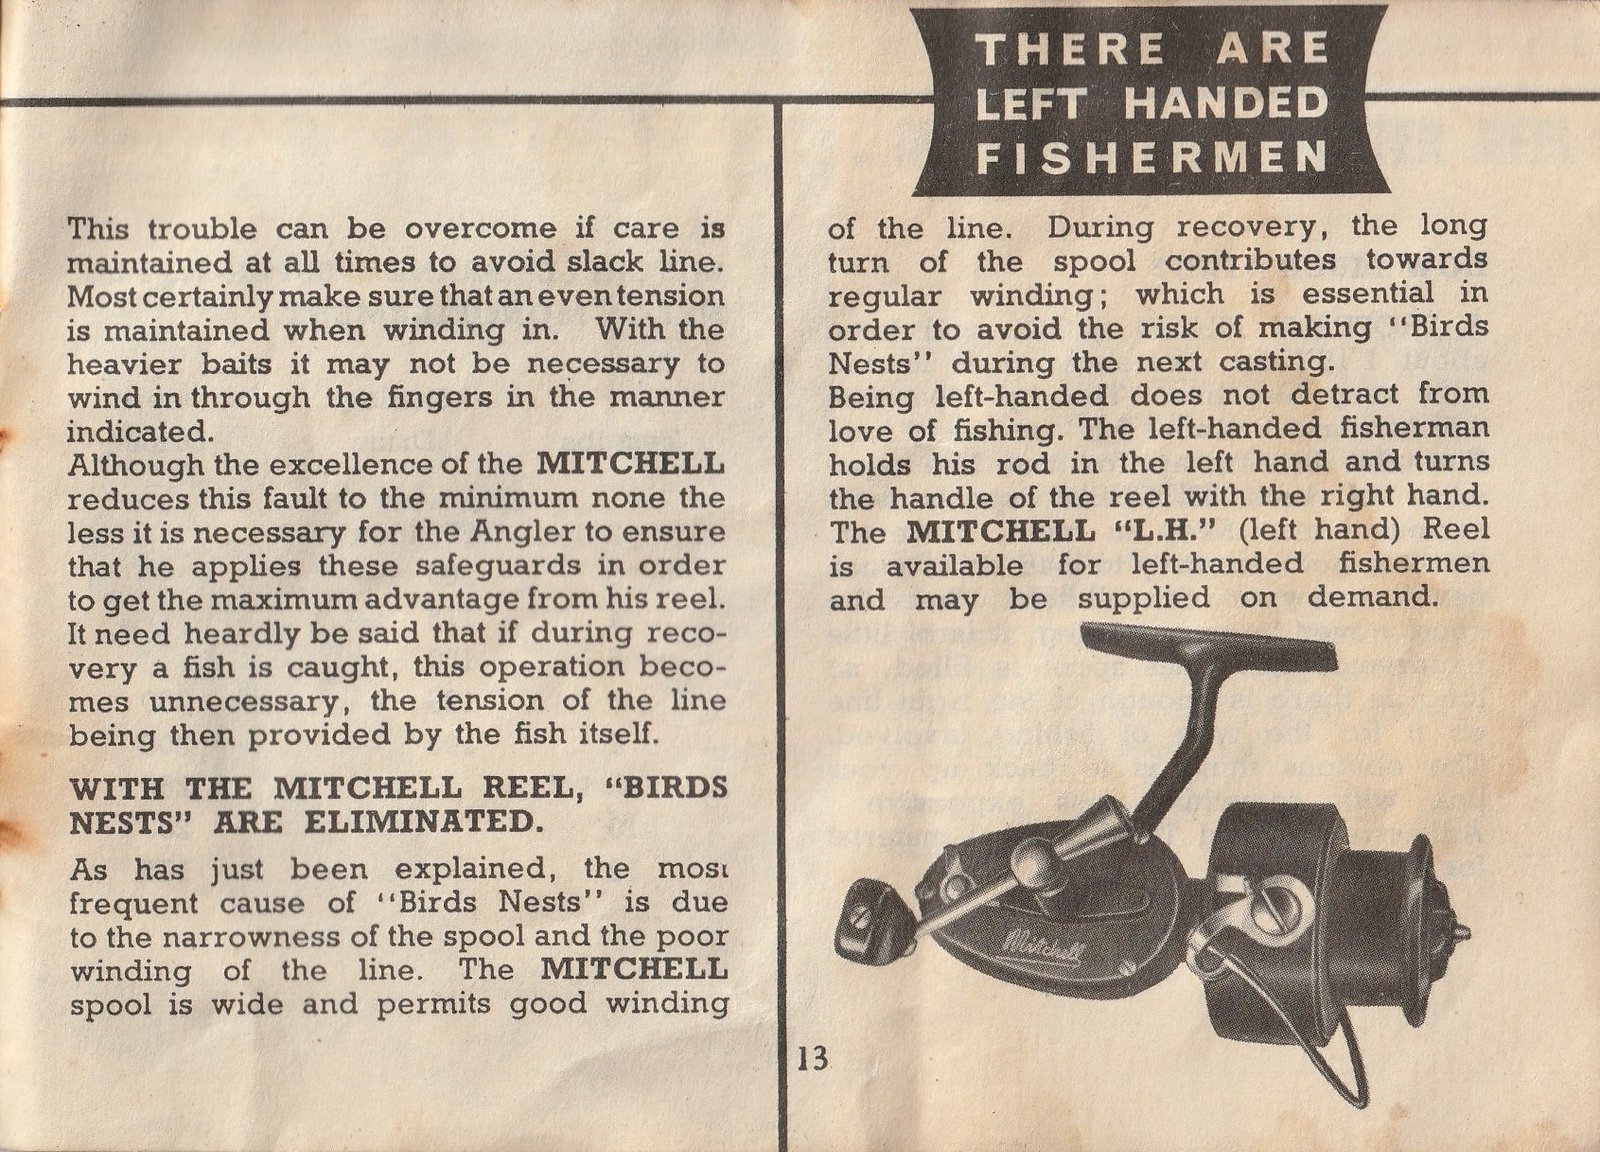 This trouble can be overcome if care is
maintained at all times to avoid slack line.
Most certainly make sure that an even tension
is maintained when winding in. With the
heavier baits it may not be necessary to
wind in through the fingers in the manner
indicated.
Although the excellence of the MITCHELL
reduces this fault to the minimum none the
less it is necessary for the Angler to ensure
that he applies these safeguards in order
to get the maximum advantage from his reel.
It need heardly be said that if during reco-
very a fish is caught, this operation beco-
mes unnecessary, the tension of the line
being then provided by the fish itself.
WITH THE MITCHELL REEL, “BIRDS
NESTS” ARE ELIMINATED.
As has just been explained, the most
frequent cause of “Birds Nests” is due
to the narrowness of the spool and the poor
winding of the line. The MITCHELL
spool is wide and permits good winding
THERE ARE
LEFT HANDED
FISHERMEN
of the line. During recovery, the long
turn of the spool contributes towards
regular winding; which is essential in
order to avoid the risk of making “Birds
Nests” during the next casting.
Being left-handed does not detract from
love of fishing. The left-handed fisherman
holds his rod in the left hand and turns
the handle of the reel with the right hand.
The MITCHELL “L.H.” (left hand) Reel
is available for left-handed fishermen
and may be supplied on demand.
Mitchell
13